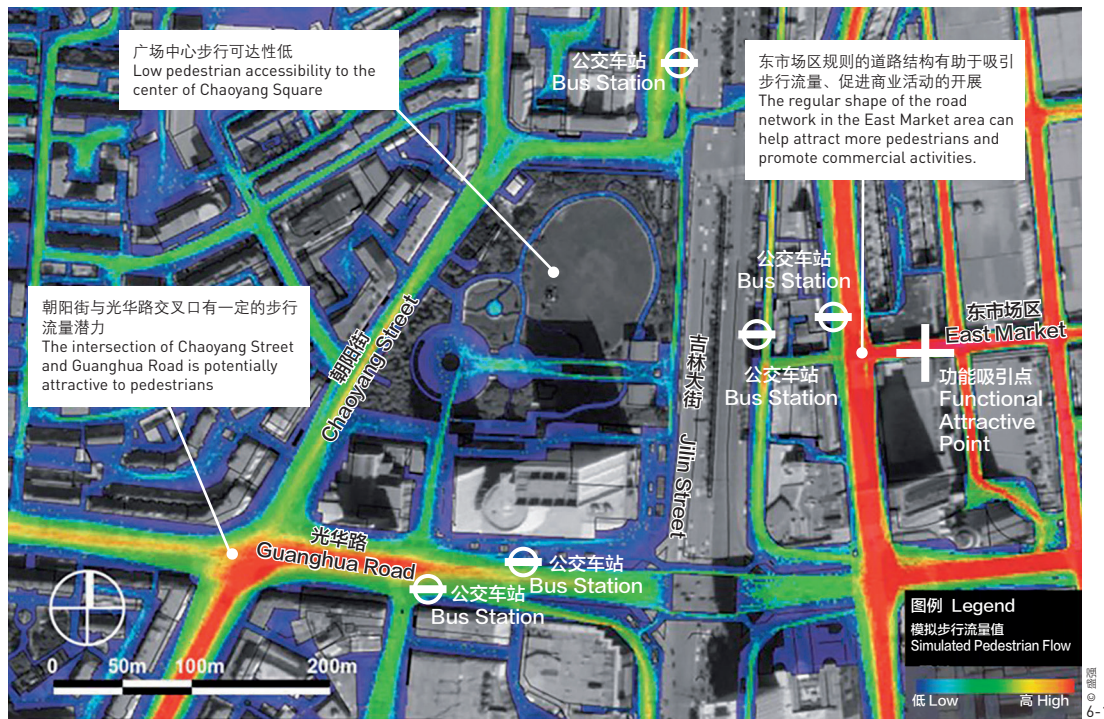 广场中心步行可达性低
Low pedestrian accessibility to the
center of Chaoyang Square
公交车站
Bus Station
东市场区规则的道路结构有助于吸引
步行流量、促进商业活动的开展
The regular shape of the road
network in the East Market area can
help attract more pedestrians and
promote commercial activities.
公交车站
Bus Station
朝阳街与光华路交叉口有一定的步行
流量潜力
The intersection of Chaoyang Street
and Guanghua Road is potentially
attractive to pedestrians
朝阳街
Chaoyang Street
吉林大街
Jilin Street
东市场区
East Market
公交车站
Bus Station
功能吸引点
Functional
Attractive
Point
光华路
Guanghua Road
公交车站
Bus Station
公交车站
Bus Station
0 50m 100m 200m
图例 Legend
模拟步行流量值
Simulated Pedestrian Flow
低 Low 高 High
©
6-